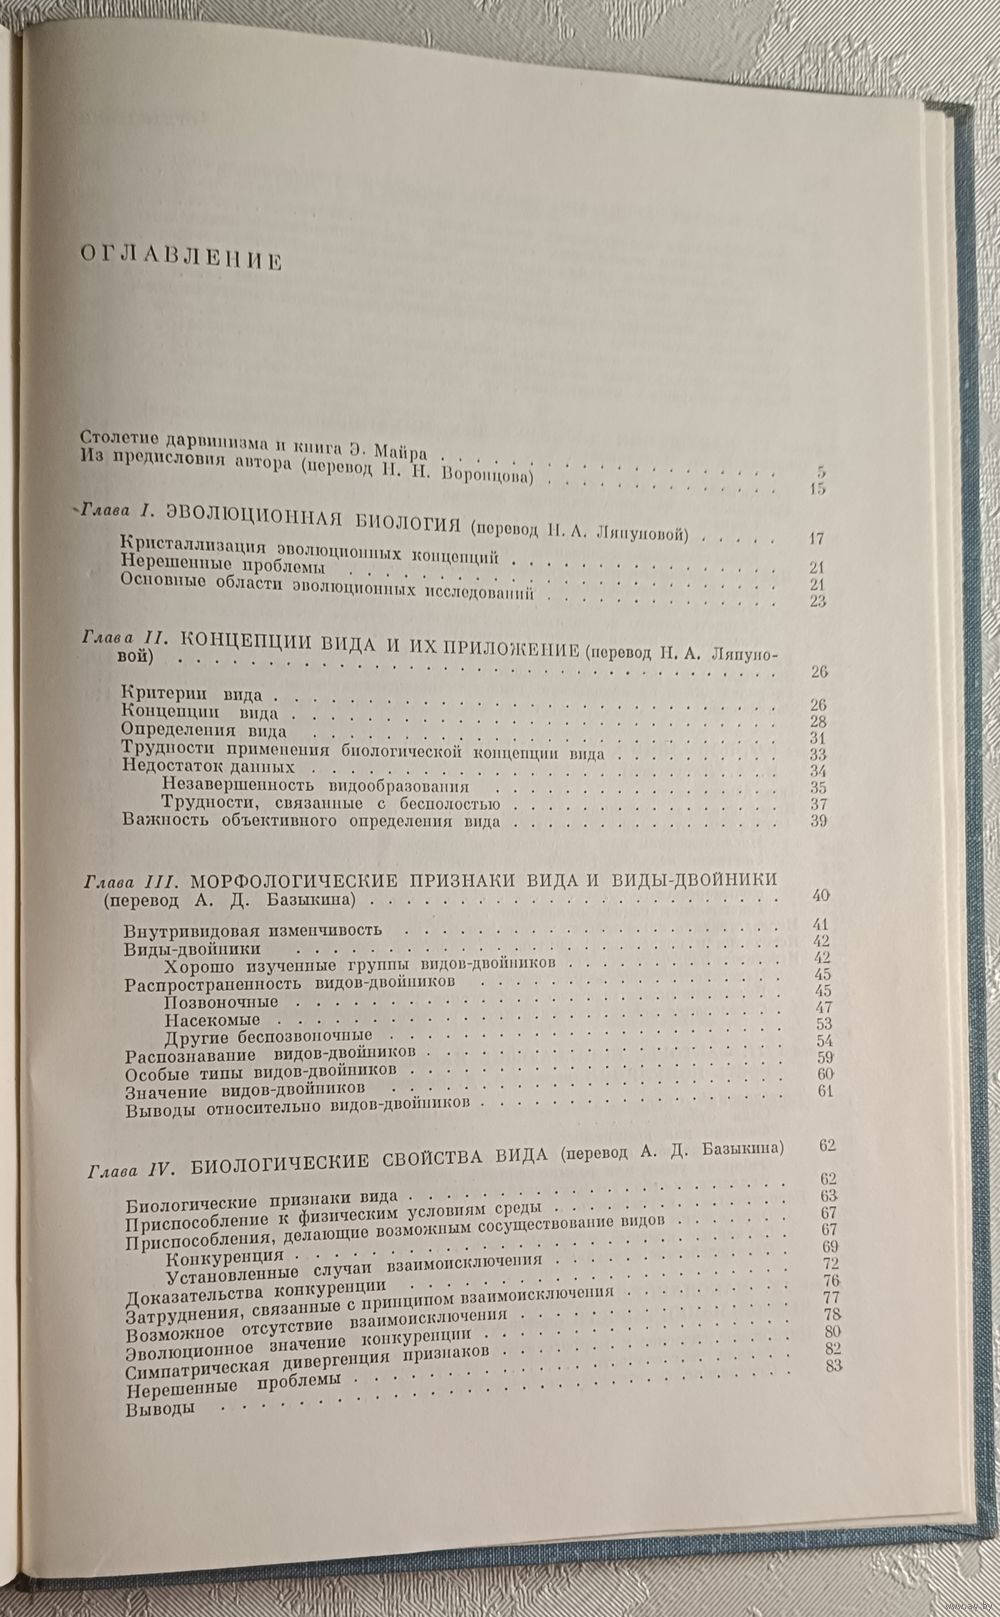 ОГЛАВЛЕНИЕ
Столетие дарвинизма и книга Э. Майра . . . . . . . . . . . . . . . . 5
Из предисловия автора (перевод Н. Н. Воронцова) . . . . . . . . . . . 15
Глава I. ЭВОЛЮЦИОННАЯ БИОЛОГИЯ (перевод Н. А. Ляпуновой) . . . . . 17
Кристаллизация эволюционных концепций . . . . . . . . . . . . . . 21
Нерешенные проблемы . . . . . . . . . . . . . . . . . . . . . . 21
Основные области эволюционных исследований . . . . . . . . . . . . 23
Глава II. КОНЦЕПЦИИ ВИДА И ИХ ПРИЛОЖЕНИЕ (перевод Н. А. Ляпуно-
вой) . . . . . . . . . . . . . . . . . . . . . . . . . . . . . 26
Критерии вида . . . . . . . . . . . . . . . . . . . . . . . . . 26
Концепции вида . . . . . . . . . . . . . . . . . . . . . . . . 28
Определения вида . . . . . . . . . . . . . . . . . . . . . . . 31
Трудности применения биологической концепции вида . . . . . . . . . 33
Недостаток данных . . . . . . . . . . . . . . . . . . . . . . . 34
Незавершенность видообразования . . . . . . . . . . . . . . . 35
Трудности, связанные с бесполостью . . . . . . . . . . . . . . 37
Важность объективного определения вида . . . . . . . . . . . . . . 39
Глава III. МОРФОЛОГИЧЕСКИЕ ПРИЗНАКИ ВИДА И ВИДЫ-ДВОЙНИКИ
(перевод А. Д. Базыкина) . . . . . . . . . . . . . . . . . . . . 40
Внутривидовая изменчивость . . . . . . . . . . . . . . . . . . . 41
Виды-двойники . . . . . . . . . . . . . . . . . . . . . . . . 42
Хорошо изученные группы видов-двойников . . . . . . . . . . . 42
Распространенность видов-двойников . . . . . . . . . . . . . . . 45
Позвоночные . . . . . . . . . . . . . . . . . . . . . . . . 45
Насекомые . . . . . . . . . . . . . . . . . . . . . . . . . 47
Другие беспозвоночные . . . . . . . . . . . . . . . . . . . . 53
Распознавание видов-двойников . . . . . . . . . . . . . . . . . . 54
Особые типы видов-двойников . . . . . . . . . . . . . . . . . . . 59
Значение видов-двойников . . . . . . . . . . . . . . . . . . . . 60
Выводы относительно видов-двойников . . . . . . . . . . . . . . . 61
Глава IV. БИОЛОГИЧЕСКИЕ СВОЙСТВА ВИДА (перевод А. Д. Базыкина) 62
Биологические признаки вида . . . . . . . . . . . . . . . . . . . 62
Приспособление к физическим условиям среды . . . . . . . . . . . . 63
Приспособления, делающие возможным сосуществование видов . . . . . . 67
Конкуренция . . . . . . . . . . . . . . . . . . . . . . . . 67
Установленные случаи взаимоисключения . . . . . . . . . . . . . 69
Доказательства конкуренции . . . . . . . . . . . . . . . . . . . 72
Затруднения, связанные с принципом взаимоисключения . . . . . . . . 76
Возможное отсутствие взаимоисключения . . . . . . . . . . . . . . 77
Эволюционное значение конкуренции . . . . . . . . . . . . . . . . 78
Симпатрическая дивергенция признаков . . . . . . . . . . . . . . . 80
Нерешенные проблемы . . . . . . . . . . . . . . . . . . . . . . 82
Выводы . . . . . . . . . . . . . . . . . . . . . . . . . . . 83